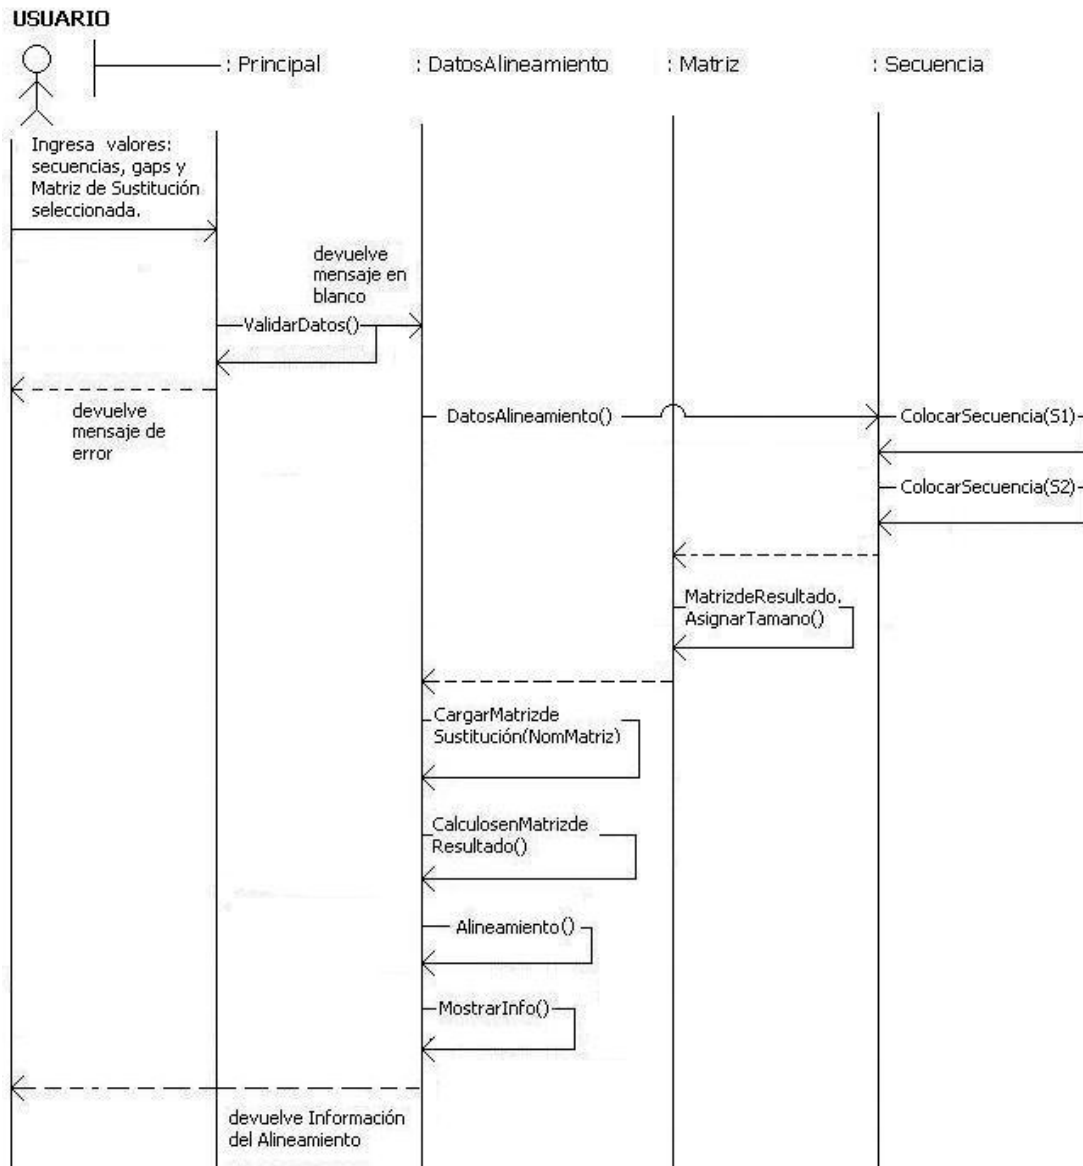 USUARIO
: Principal
: DatosAlineamiento
: Matriz
: Secuencia
Ingresa valores:
secuencias, gaps y
Matriz de Sustitución
seleccionada.
devuelve
mensaje en
blanco
ValidarDatos()
devuelve
mensaje de
error
DatosAlineamiento()
ColocarSecuencia(S1)
ColocarSecuencia(S2)
MatrizdeResultado.
AsignarTamano()
CargarMatrizde
Sustitución(NomMatriz)
CalculosenMatrizde
Resultado()
Alineamiento()
MostrarInfo()
devuelve Información
del Alineamiento